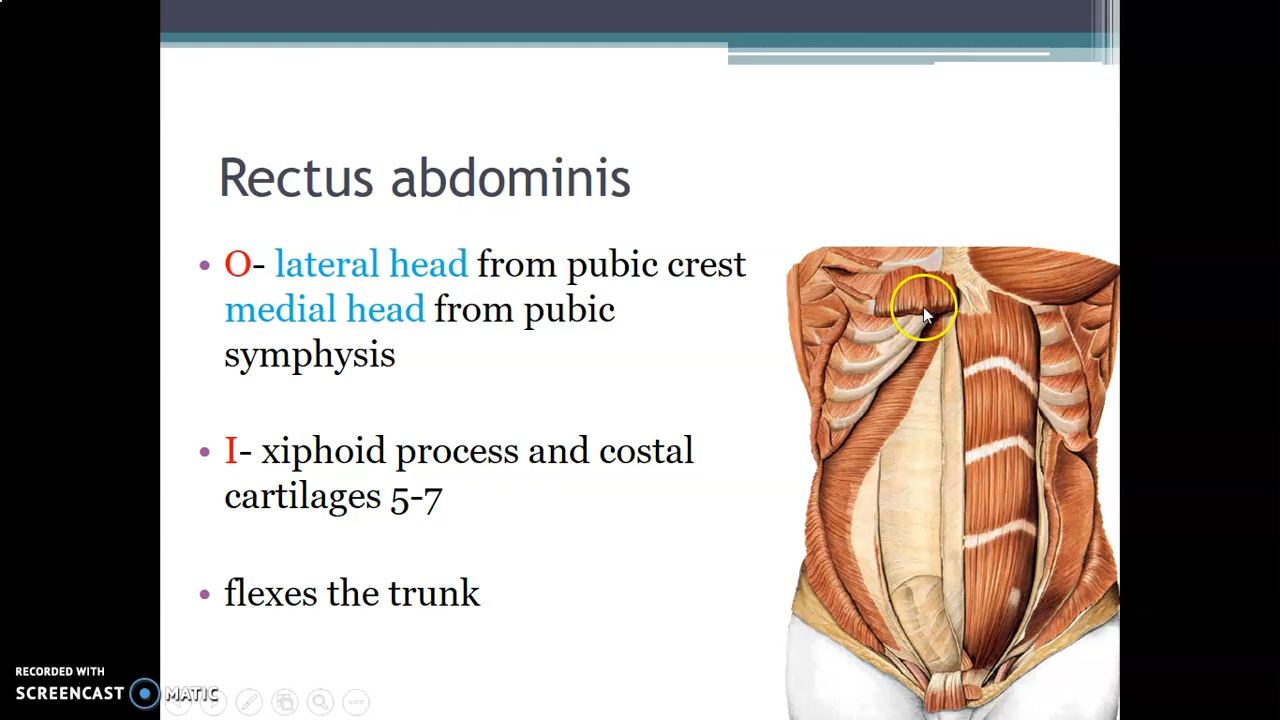 Rectus abdominis
• O- lateral head from pubic crest
medial head from pubic
symphysis
• I- xiphoid process and costal
cartilages 5-7
• flexes the trunk
RECORDED WITH
SCREENCAST MATIC